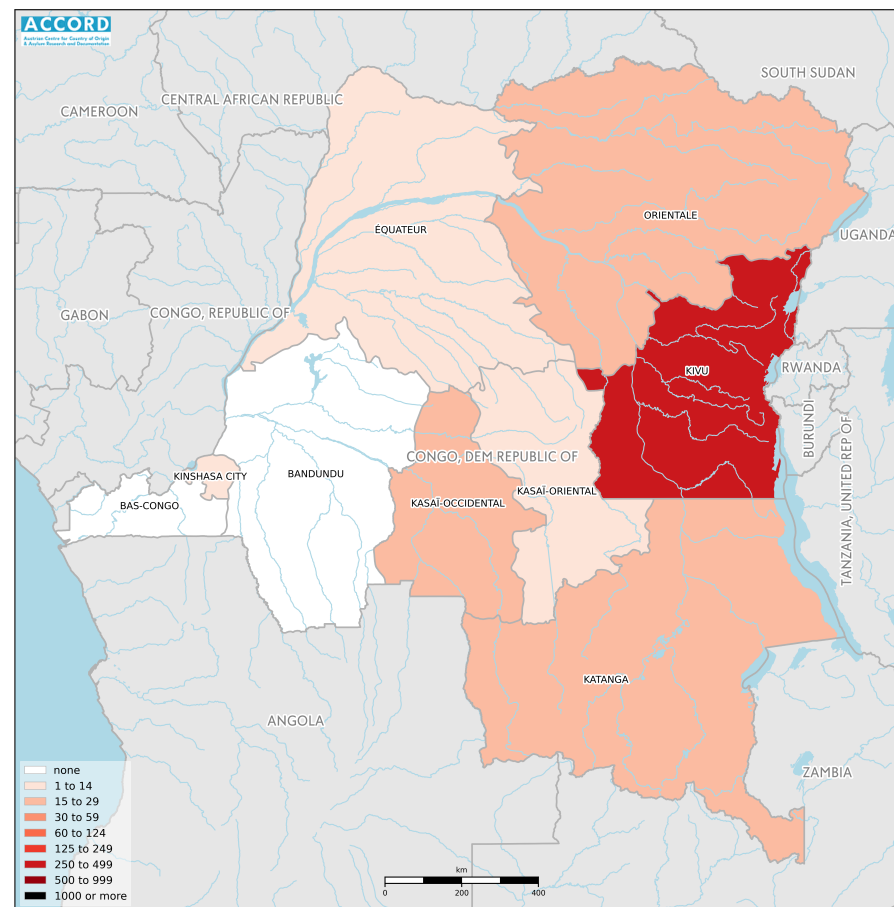 ACCORD
Austrian Centre for Country of Origin
& Asylum Research and Documentation
SOUTH SUDAN
CENTRAL AFRICAN REPUBLIC
CAMEROON
ORIENTALE
ÉQUATEUR
UGANDA
GABON
CONGO, REPUBLIC OF
RWANDA
KIVU
BURUNDI
TANZANIA, UNITED REP OF
CONGO, DEM REPUBLIC OF
KINSHASA CITY
BANDUNDU
KASAÏ-ORIENTAL
BAS-CONGO
KASAÏ-OCCIDENTAL
KATANGA
ANGOLA
ZAMBIA
none
1 to 14
15 to 29
30 to 59
60 to 124
125 to 249
250 to 499
500 to 999
1000 or more
km
0 200 400